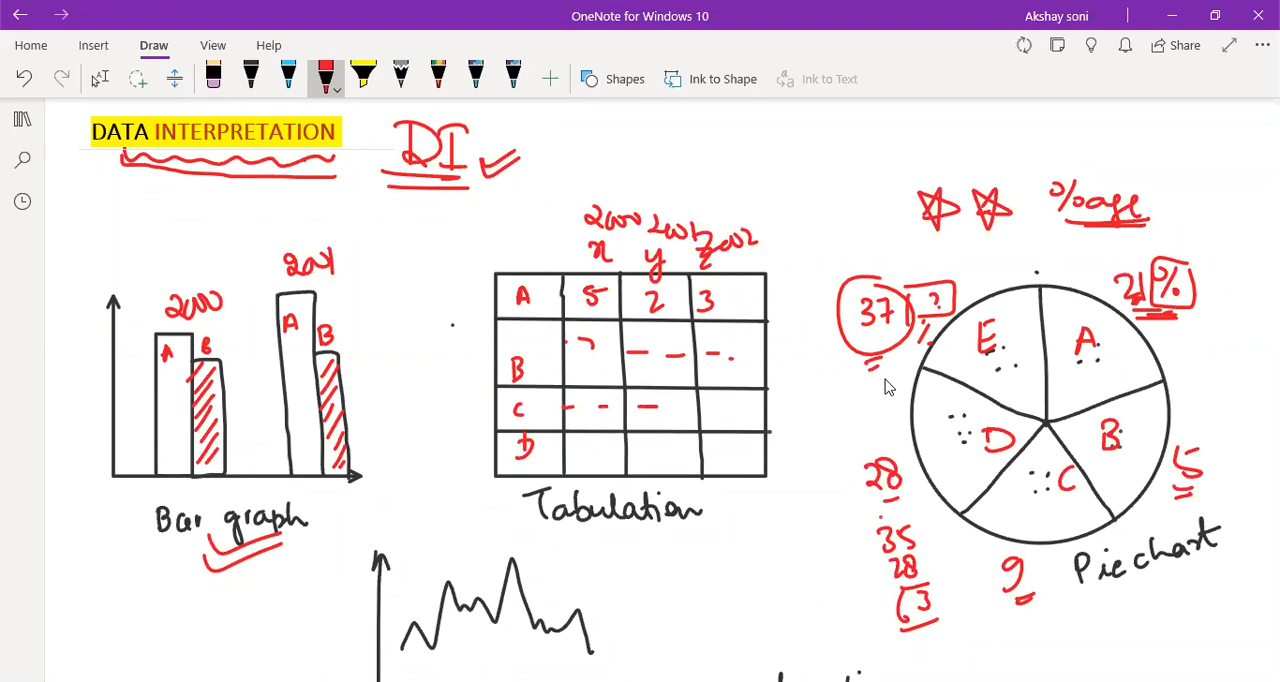 OneNote for Windows 10
Akshay soni
Home Insert Draw View Help
Share
Shapes
Ink to Shape
Ink to Text
DATA INTERPRETATION
DI
2000
A B
2001
A B
Bar graph
2000 2001 2002
x y z
A 5 2 3
B
C
D
Tabulation
%age
21 %
37 ? %
E A
D B
C
28
5
35
28
63
9
Pie chart